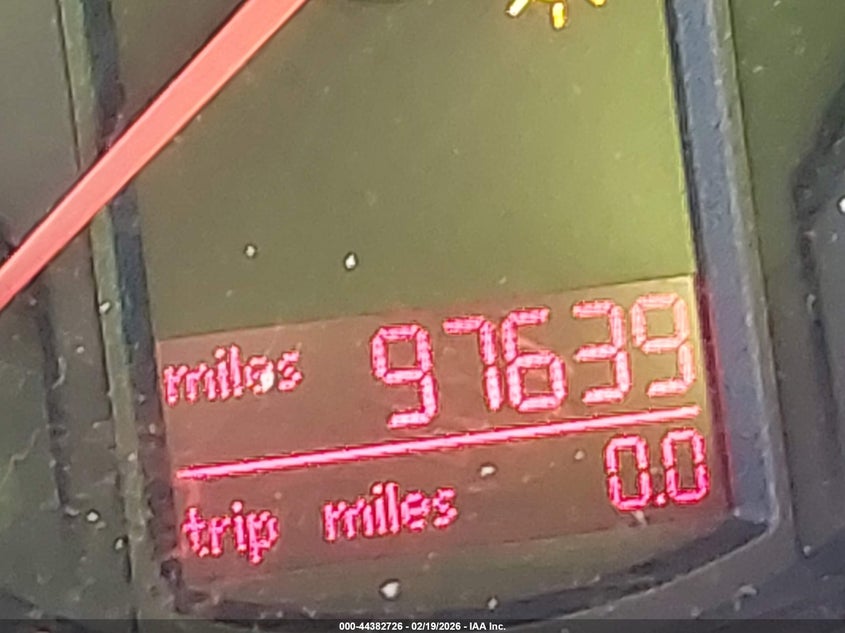 miles 97639
trip miles 0.0
000-44382726 - 02/19/2026 - IAA Inc.